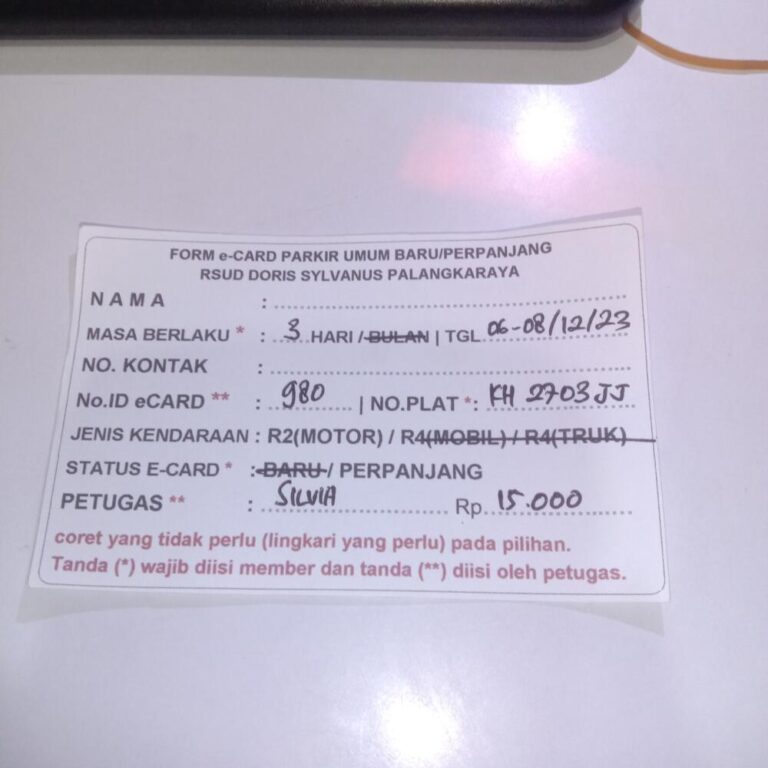 FORM e-CARD PARKIR UMUM BARU/PERPANJANG
RSUD DORIS SYLVANUS PALANGKARAYA
NAMA :
MASA BERLAKU * : 3 HARI / BULAN | TGL. 06-08/12/23
NO. KONTAK :
No.ID eCARD ** : 980 | NO.PLAT *: KH 2703 JJ
JENIS KENDARAAN : R2(MOTOR) / R4(MOBIL) / R4(TRUK)
STATUS E-CARD * : BARU / PERPANJANG
PETUGAS ** : SILVIA Rp. 15.000
coret yang tidak perlu (lingkari yang perlu) pada pilihan.
Tanda (*) wajib diisi member dan tanda (**) diisi oleh petugas.